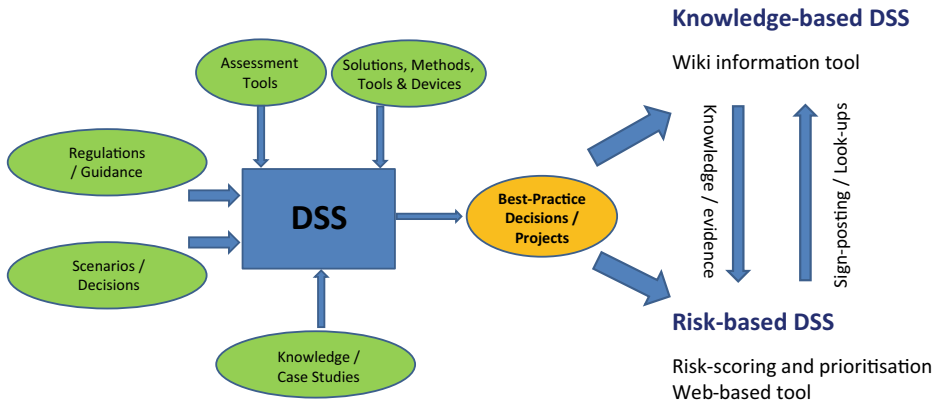 Assessment
Tools
Solutions, Methods,
Tools & Devices
Regulations
/ Guidance
Scenarios /
Decisions
DSS
Knowledge /
Case Studies
Best-Practice
Decisions /
Projects
Knowledge-based DSS
Wiki information tool
Knowledge / evidence
Sign-posting / Look-ups
Risk-based DSS
Risk-scoring and prioritisation
Web-based tool